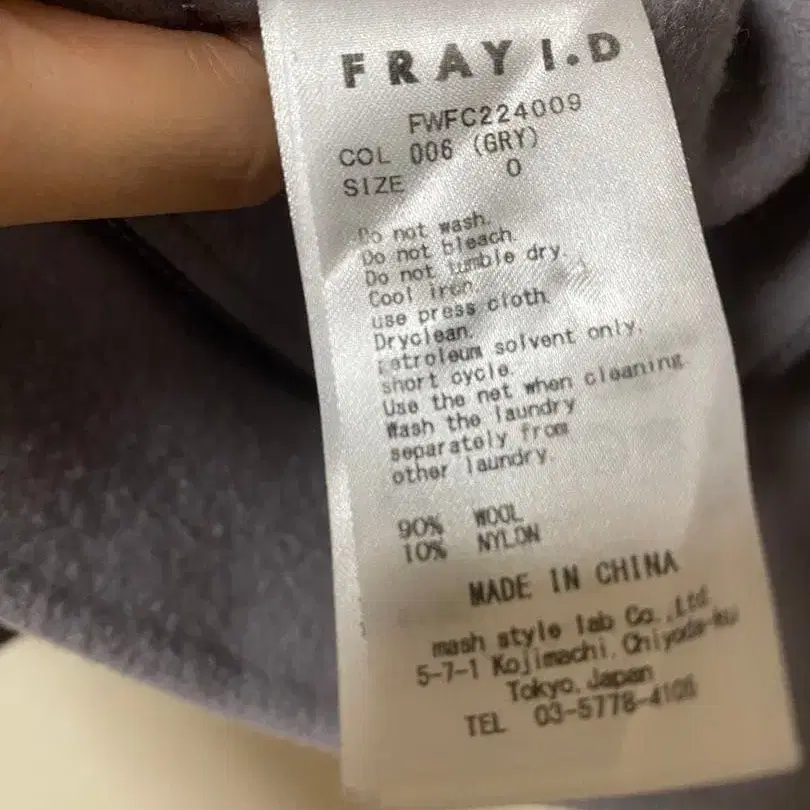 FRAY I.D
FWFC224009
COL 006 (GRY)
SIZE 0
Do not wash.
Do not bleach.
Do not tumble dry.
Cool iron.
use press cloth.
Dryclean.
Petroleum solvent only.
short cycle.
Use the net when cleaning.
Wash the laundry
separately from
other laundry.
90% WOOL
10% NYLON
MADE IN CHINA
mash style lab Co.,Ltd.
5-7-1 Kojimachi, Chiyoda-ku
Tokyo, Japan
TEL 03-5778-4106